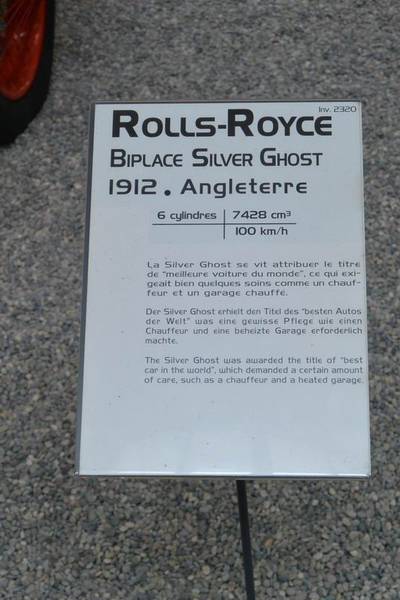 Inv. 2320
ROLLS-ROYCE
BIPLACE SILVER GHOST
1912 . Angleterre
6 cylindres 7428 cm³
100 km/h
La Silver Ghost se vit attribuer le titre
de "meilleure voiture du monde", ce qui exi-
geait bien quelques soins comme un chauf-
feur et un garage chauffé.
Der Silver Ghost erhielt den Titel des "besten Autos
der Welt" was eine gewisse Pflege wie einen
Chauffeur und eine beheizte Garage erforderlich
machte.
The Silver Ghost was awarded the title of "best
car in the world", which demanded a certain amount
of care, such as a chauffeur and a heated garage.